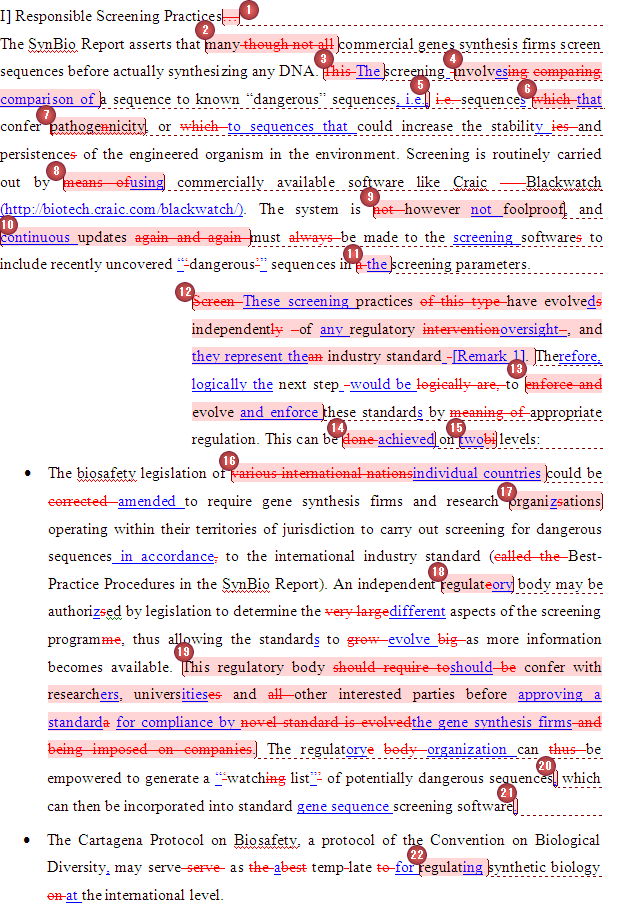 I] Responsible Screening Practices... 1
2
The SynBio Report asserts that many though not all commercial genes synthesis firms screen
3 4
sequences before actually synthesizing any DNA. This The screening involvesing comparing
5 6
comparison of a sequence to known “dangerous” sequences, i.e. i.e. sequences which that
7
confer pathogennicity, or which to sequences that could increase the stability ies and
persistences of the engineered organism in the environment. Screening is routinely carried
8
out by means ofusing commercially available software like Craic — Blackwatch
9
(http://biotech.craic.com/blackwatch/). The system is not however not foolproof, and
10
continuous updates again and again must always be made to the screening softwares to
11
include recently uncovered “‘dangerous’” sequences in a the screening parameters.
12
Screen These screening practices of this type have evolveds
independently –of any regulatory interventionoversight , and
they represent thean industry standard -[Remark 1]. Therefore,
13
logically the next step -would be logically are, to enforce and
evolve and enforce these standards by meaning of appropriate
14 15
regulation. This can be done achieved on twobi levels:
16
• The biosafety legislation of various international nationsindividual countries could be
17
corrected amended to require gene synthesis firms and research organizsations
operating within their territories of jurisdiction to carry out screening for dangerous
sequences in accordance, to the international industry standard (called the Best-
18
Practice Procedures in the SynBio Report). An independent regulateory body may be
authorizsed by legislation to determine the very largedifferent aspects of the screening
programme, thus allowing the standards to grow evolve big as more information
19
becomes available. This regulatory body should require toshould be confer with
researchers, universitieses and all other interested parties before approving a
standarda for compliance by novel standard is evolvedthe gene synthesis firms and
being imposed on companies. The regulatorye body organization can thus be
20
empowered to generate a “‘watching list”’ of potentially dangerous sequences, which
21
can then be incorporated into standard gene sequence screening software.
• The Cartagena Protocol on Biosafety, a protocol of the Convention on Biological
22
Diversity, may serve serve as the abest temp-late to for regulating synthetic biology
on at the international level.